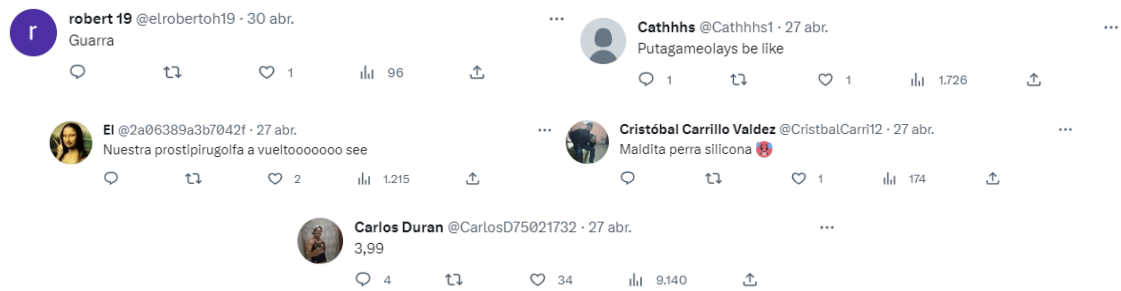 robert 19 @elrobertoh19 · 30 abr. ...
Guarra
1 96
Cathhhs @Cathhhs1 · 27 abr. ...
Putagameolays be like
1 1 1.726
El @2a06389a3b7042f · 27 abr. ...
Nuestra prostipirugolfa a vueltooooooo see
2 1.215
Cristóbal Carrillo Valdez @CristbalCarri12 · 27 abr. ...
Maldita perra silicona 🥵
1 174
Carlos Duran @CarlosD75021732 · 27 abr. ...
3,99
4 34 9.140